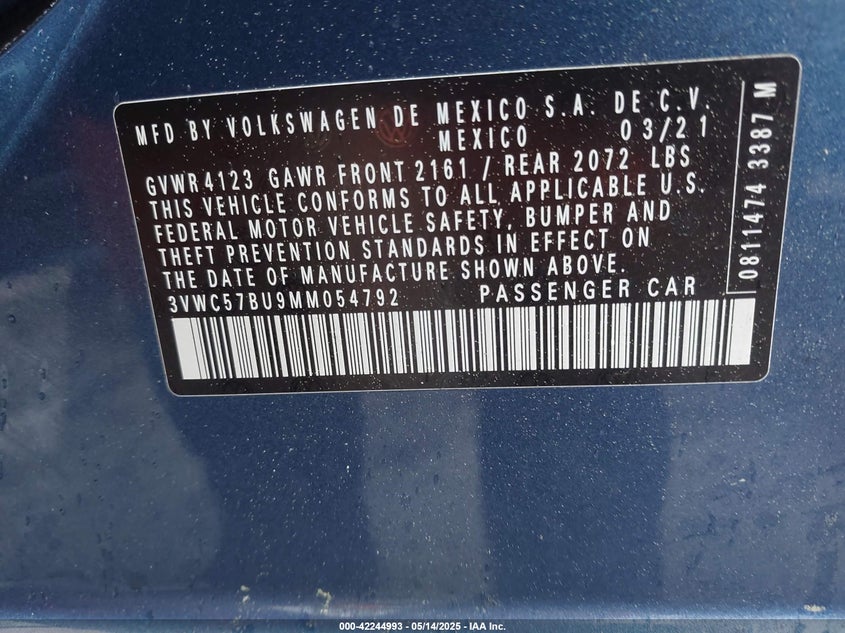 MFD BY VOLKSWAGEN DE MEXICO S.A. DE C.V.
MEXICO 03/21
GVWR 4123 GAWR FRONT 2161 / REAR 2072 LBS
THIS VEHICLE CONFORMS TO ALL APPLICABLE U.S.
FEDERAL MOTOR VEHICLE SAFETY, BUMPER AND
THEFT PREVENTION STANDARDS IN EFFECT ON
THE DATE OF MANUFACTURE SHOWN ABOVE.
3VWC57BU9MM054792 PASSENGER CAR
0811474 3387 M
000-42244993 - 05/14/2025 - IAA Inc.